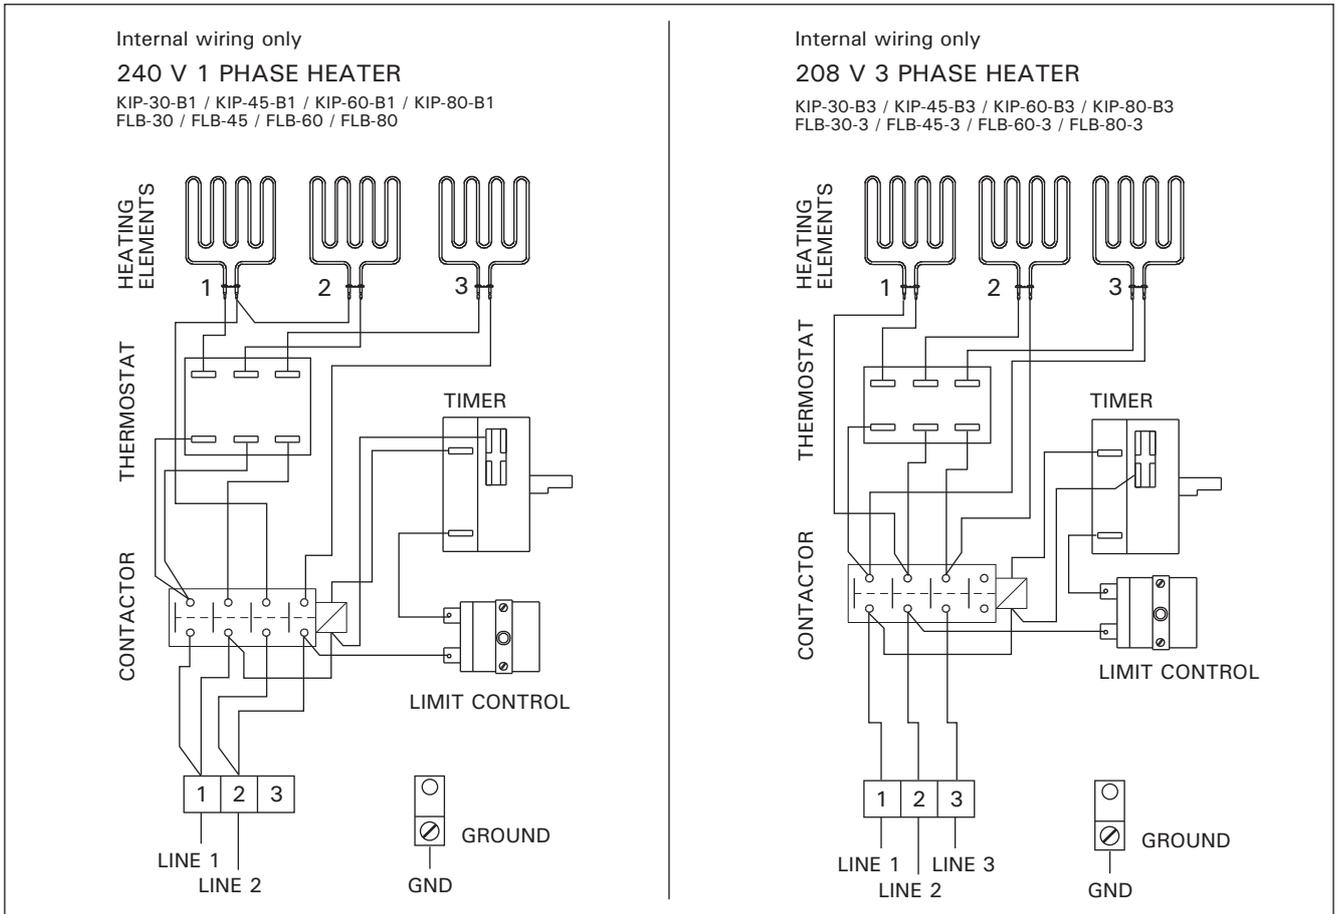 Internal wiring only
240 V 1 PHASE HEATER
KIP-30-B1 / KIP-45-B1 / KIP-60-B1 / KIP-80-B1
FLB-30 / FLB-45 / FLB-60 / FLB-80
HEATING
ELEMENTS
1
2
3
THERMOSTAT
TIMER
CONTACTOR
LIMIT CONTROL
1 2 3
GROUND
LINE 1
LINE 2
GND
Internal wiring only
208 V 3 PHASE HEATER
KIP-30-B3 / KIP-45-B3 / KIP-60-B3 / KIP-80-B3
FLB-30-3 / FLB-45-3 / FLB-60-3 / FLB-80-3
HEATING
ELEMENTS
1
2
3
THERMOSTAT
TIMER
CONTACTOR
LIMIT CONTROL
1 2 3
GROUND
LINE 1 LINE 3
LINE 2
GND